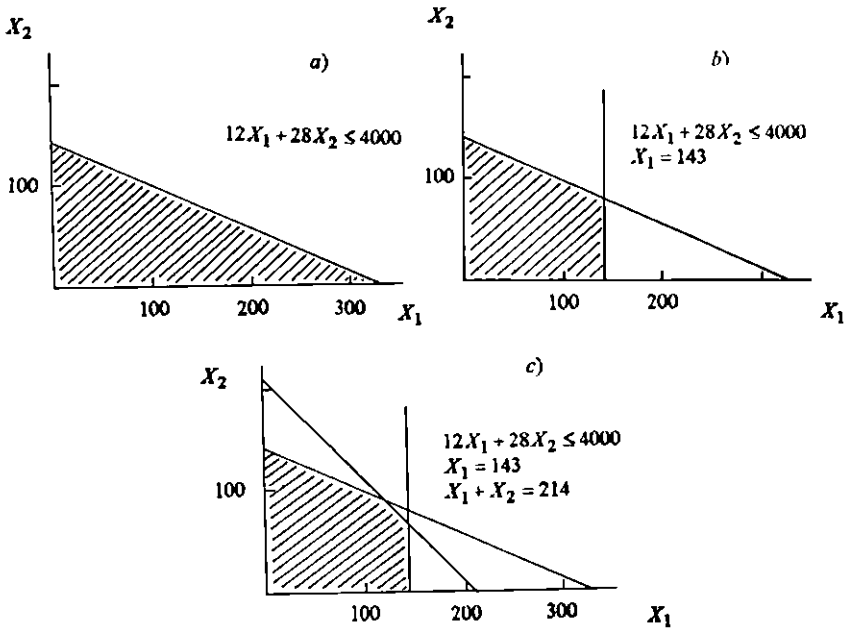 X₂
a)
12X₁ + 28X₂ ≤ 4000
100
100 200 300
X₁
X₂
b)
12X₁ + 28X₂ ≤ 4000
X₁ = 143
100
100 200
X₁
X₂
c)
12X₁ + 28X₂ ≤ 4000
X₁ = 143
X₁ + X₂ = 214
100
100 200 300
X₁